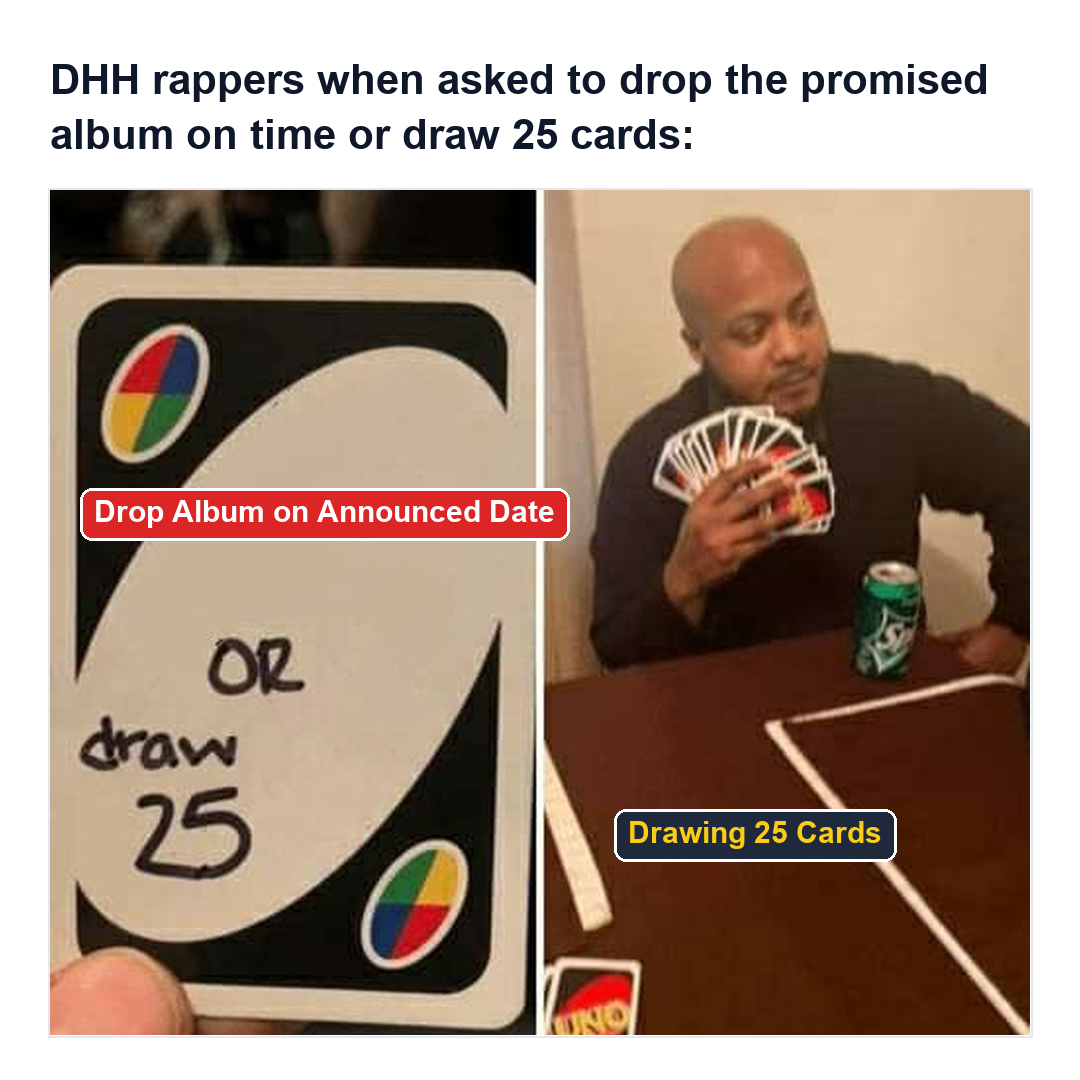 DHH rappers when asked to drop the promised
album on time or draw 25 cards:
Drop Album on Announced Date
OR
draw
25
Drawing 25 Cards
UNO